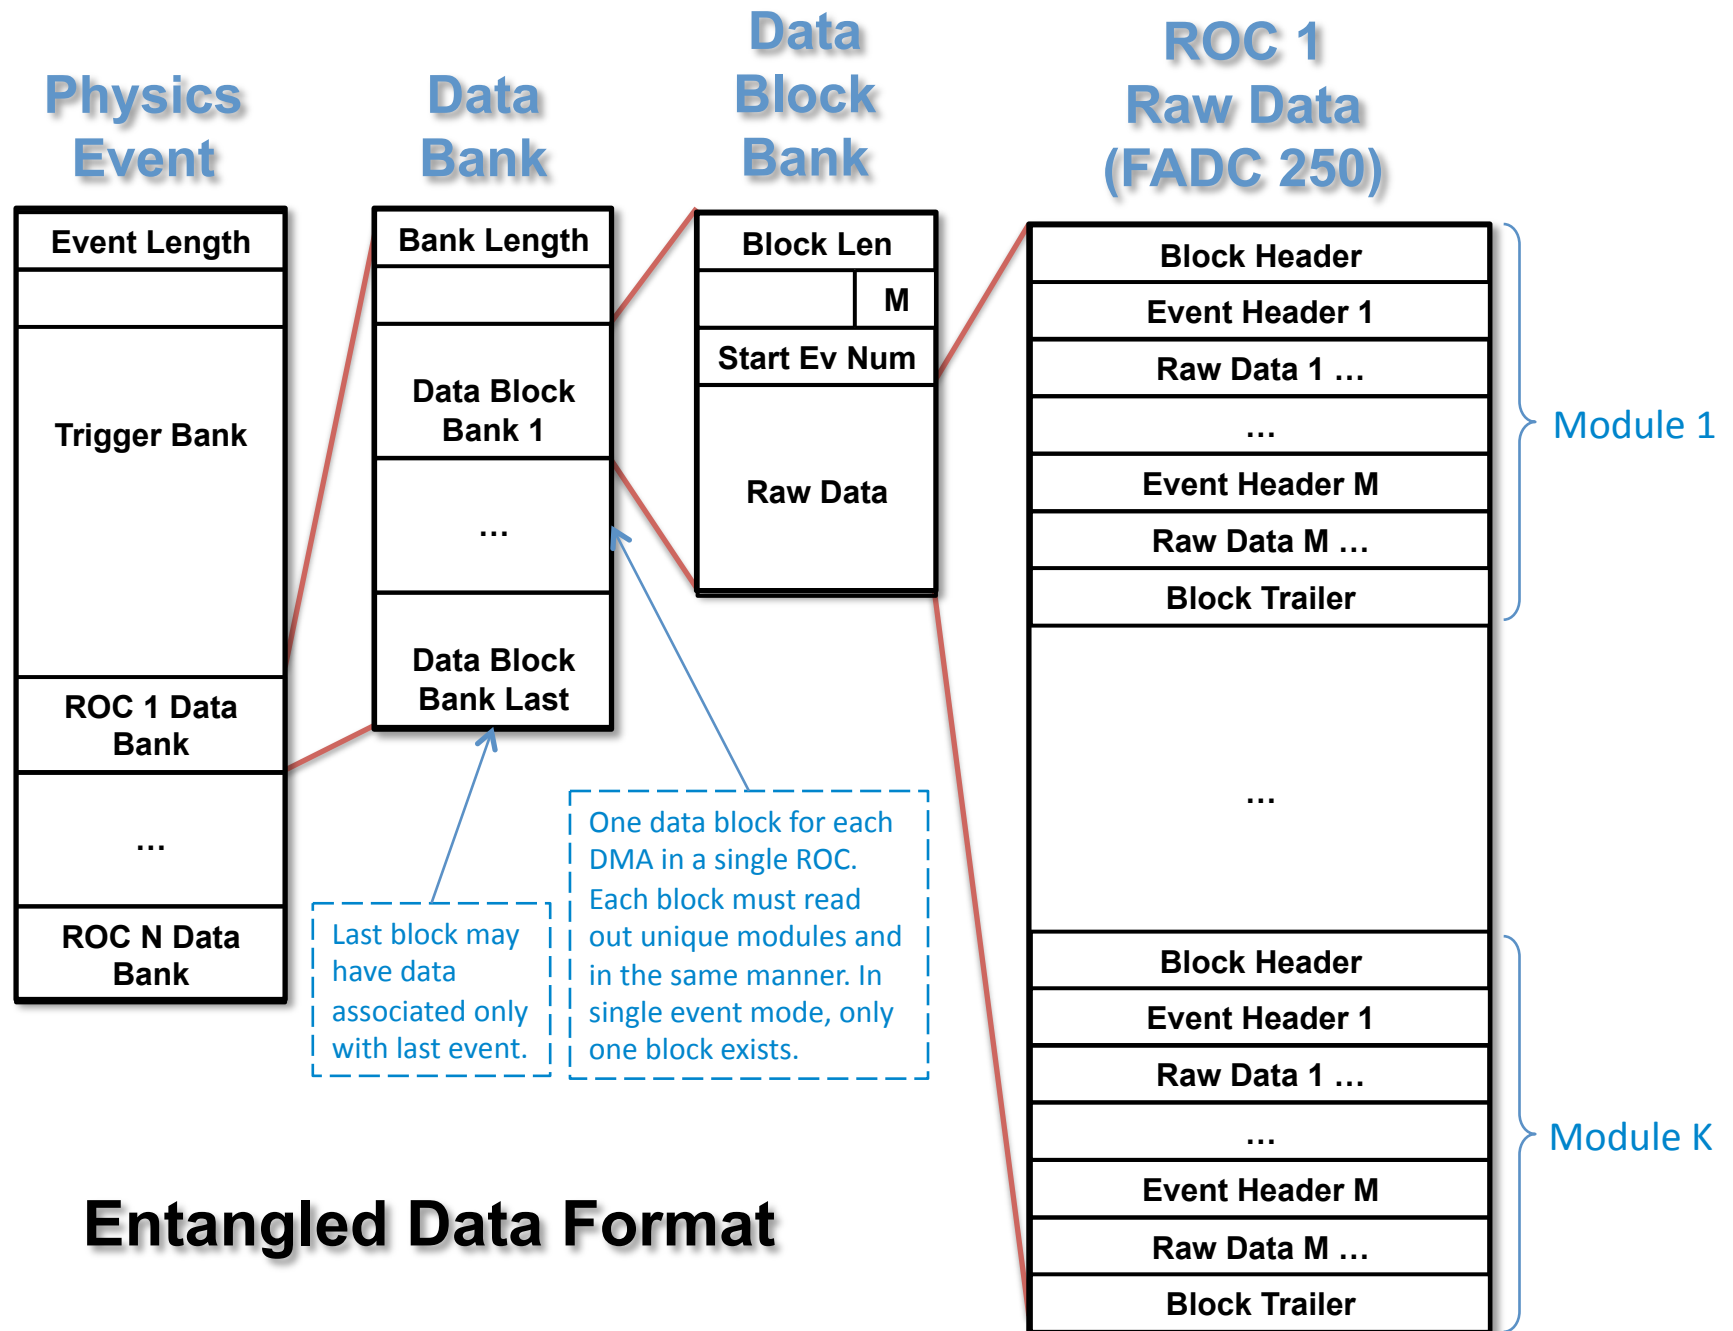 Physics
Event
Data
Bank
Data
Block
Bank
ROC 1
Raw Data
(FADC 250)
Event Length
Trigger Bank
ROC 1 Data
Bank
…
ROC N Data
Bank
Bank Length
Data Block
Bank 1
…
Data Block
Bank Last
Block Len
M
Start Ev Num
Raw Data
Block Header
Event Header 1
Raw Data 1 …
…
Event Header M
Raw Data M …
Block Trailer
…
Block Header
Event Header 1
Raw Data 1 …
…
Event Header M
Raw Data M …
Block Trailer
Module 1
Module K
Last block may
have data
associated only
with last event.
One data block for each
DMA in a single ROC.
Each block must read
out unique modules and
in the same manner. In
single event mode, only
one block exists.
Entangled Data Format